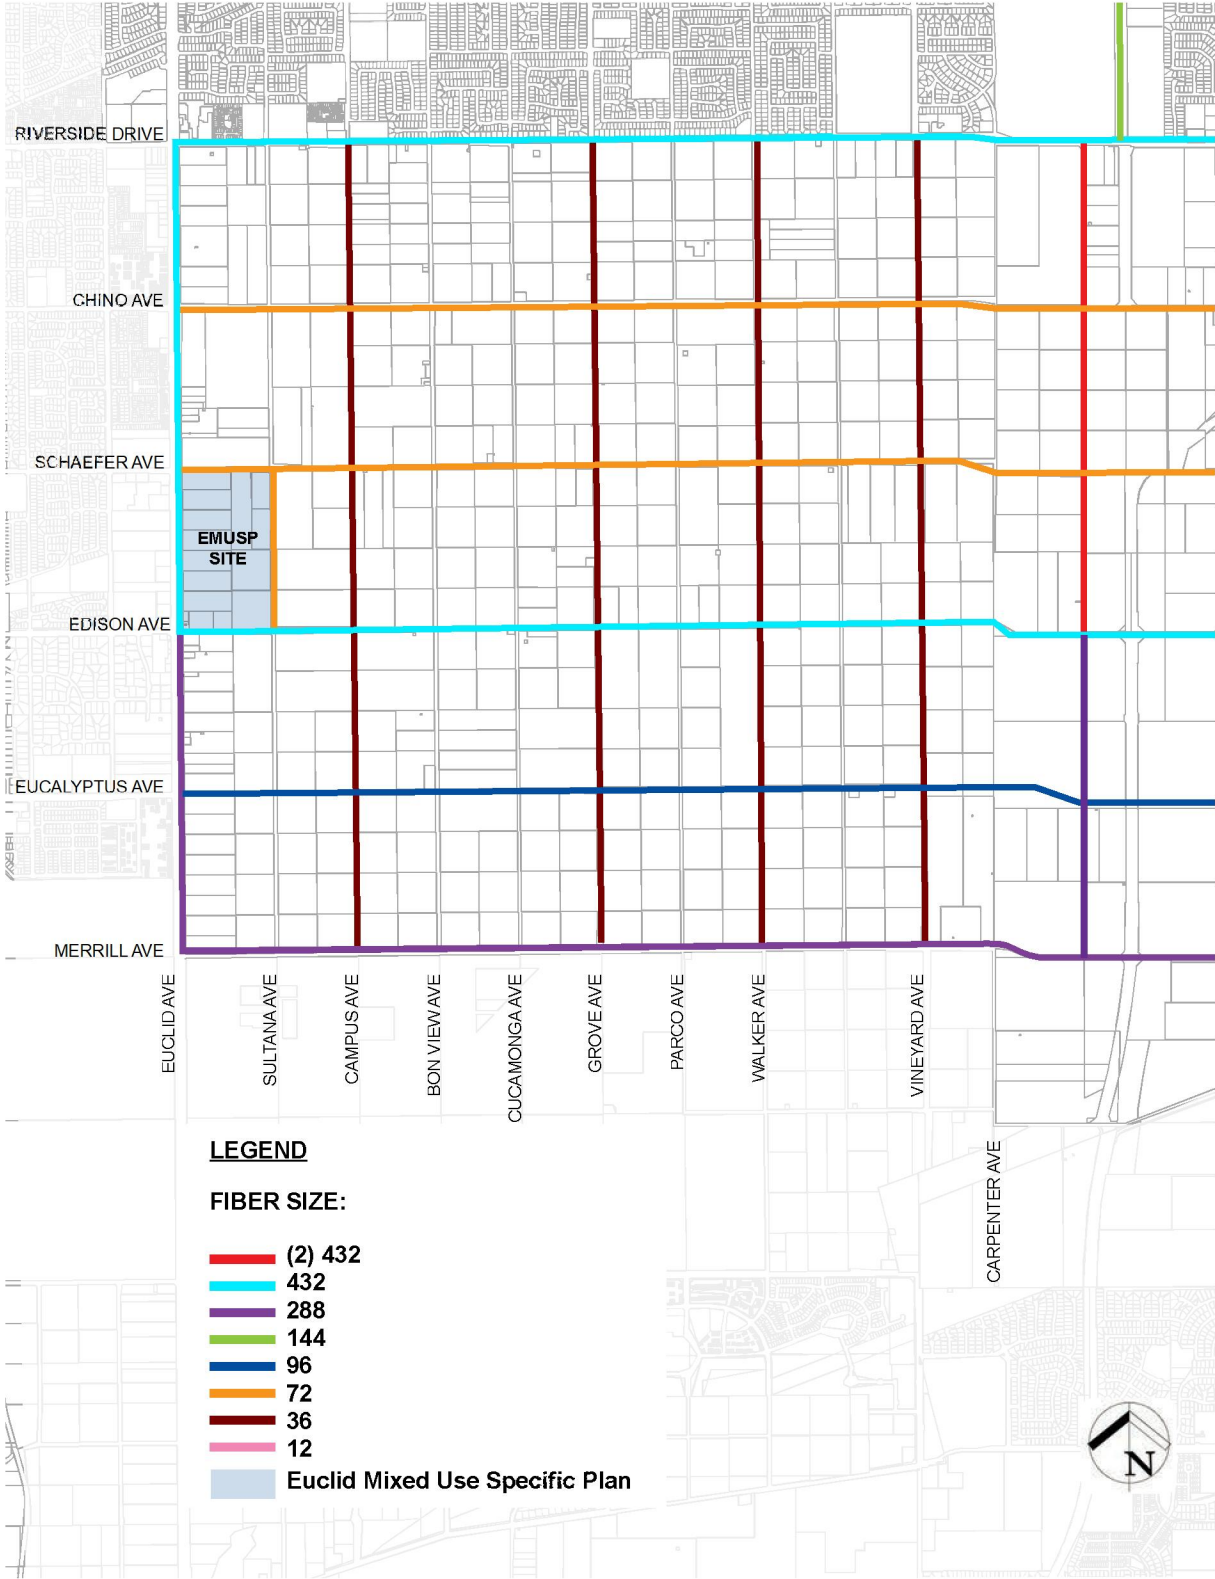 RIVERSIDE DRIVE
CHINO AVE
SCHAEFER AVE
EMUSP
SITE
EDISON AVE
EUCALYPTUS AVE
MERRILL AVE
EUCLID AVE
SULTANA AVE
CAMPUS AVE
BON VIEW AVE
CUCAMONGA AVE
GROVE AVE
PARCO AVE
WALKER AVE
VINEYARD AVE
CARPENTER AVE
LEGEND
FIBER SIZE:
(2) 432
432
288
144
96
72
36
12
Euclid Mixed Use Specific Plan
N